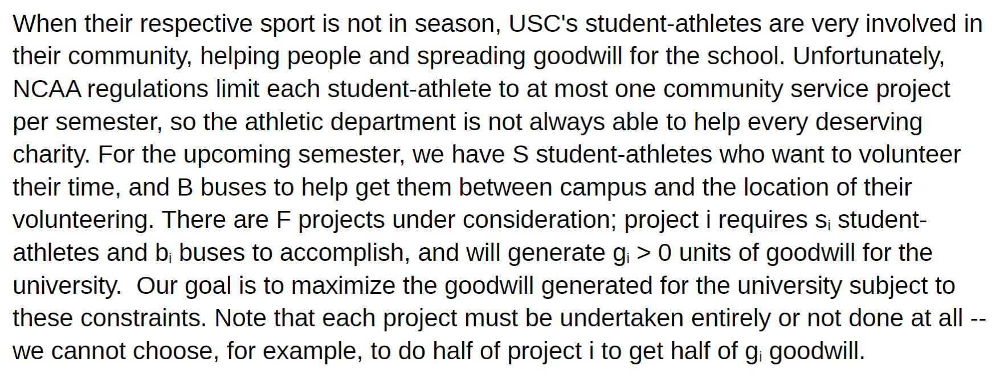 When their respective sport is not in season, USC's student-athletes are very involved in
their community, helping people and spreading goodwill for the school. Unfortunately,
NCAA regulations limit each student-athlete to at most one community service project
per semester, so the athletic department is not always able to help every deserving
charity. For the upcoming semester, we have S student-athletes who want to volunteer
their time, and B buses to help get them between campus and the location of their
volunteering. There are F projects under consideration; project i requires sᵢ student-
athletes and bᵢ buses to accomplish, and will generate gᵢ > 0 units of goodwill for the
university.  Our goal is to maximize the goodwill generated for the university subject to
these constraints. Note that each project must be undertaken entirely or not done at all --
we cannot choose, for example, to do half of project i to get half of gᵢ goodwill.